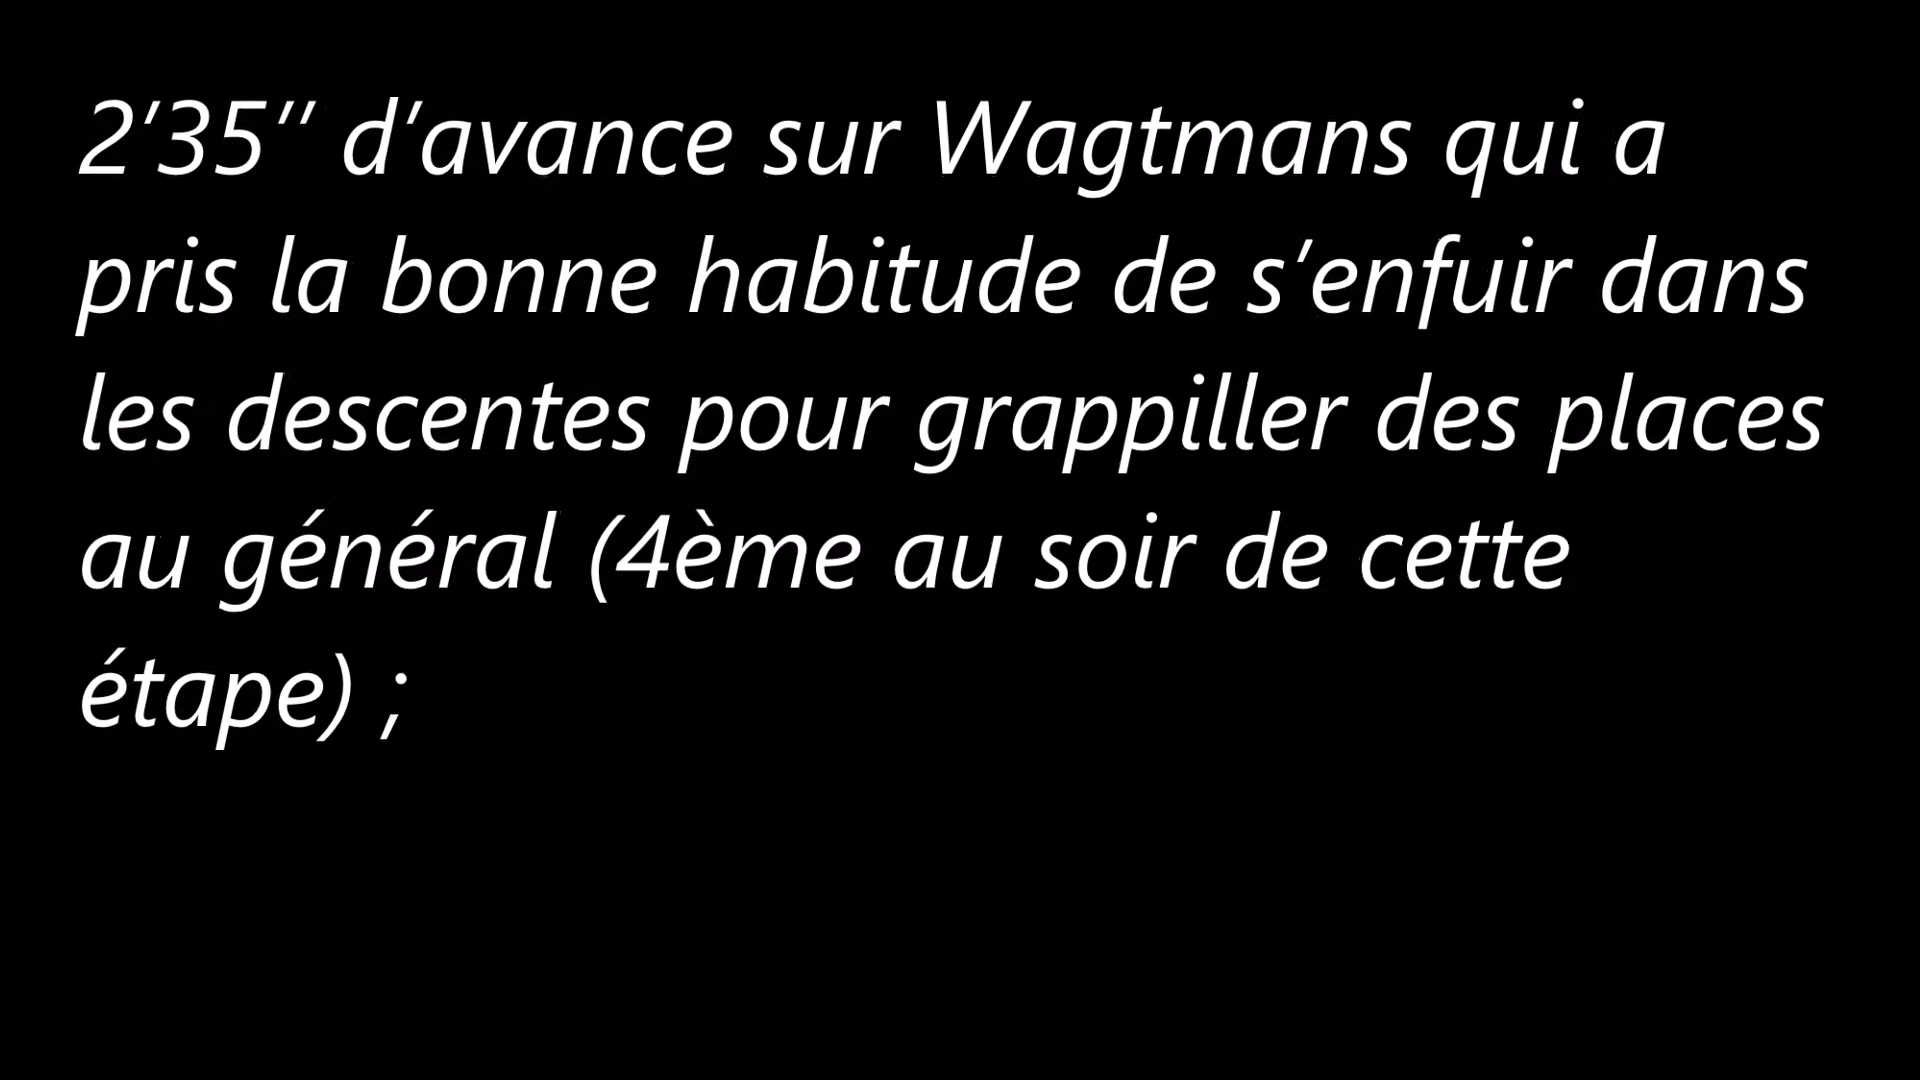 2’35’’ d’avance sur Wagtmans qui a
pris la bonne habitude de s’enfuir dans
les descentes pour grappiller des places
au général (4ème au soir de cette
étape) ;